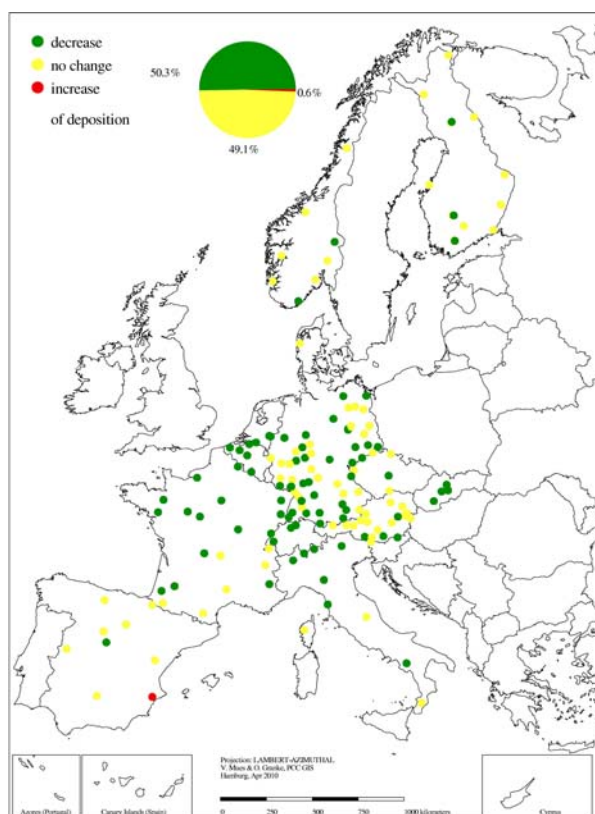 decrease
no change
increase
of deposition
50.3%
0.6%
49.1%
Projection: LAMBERT-AZIMUTHAL
V. Mues & O. Granke, PCC GIS
Hamburg, Apr 2010
0 250 500 750 1000 kilometers
Azores (Portugal)
Canary Islands (Spain)
Cyprus